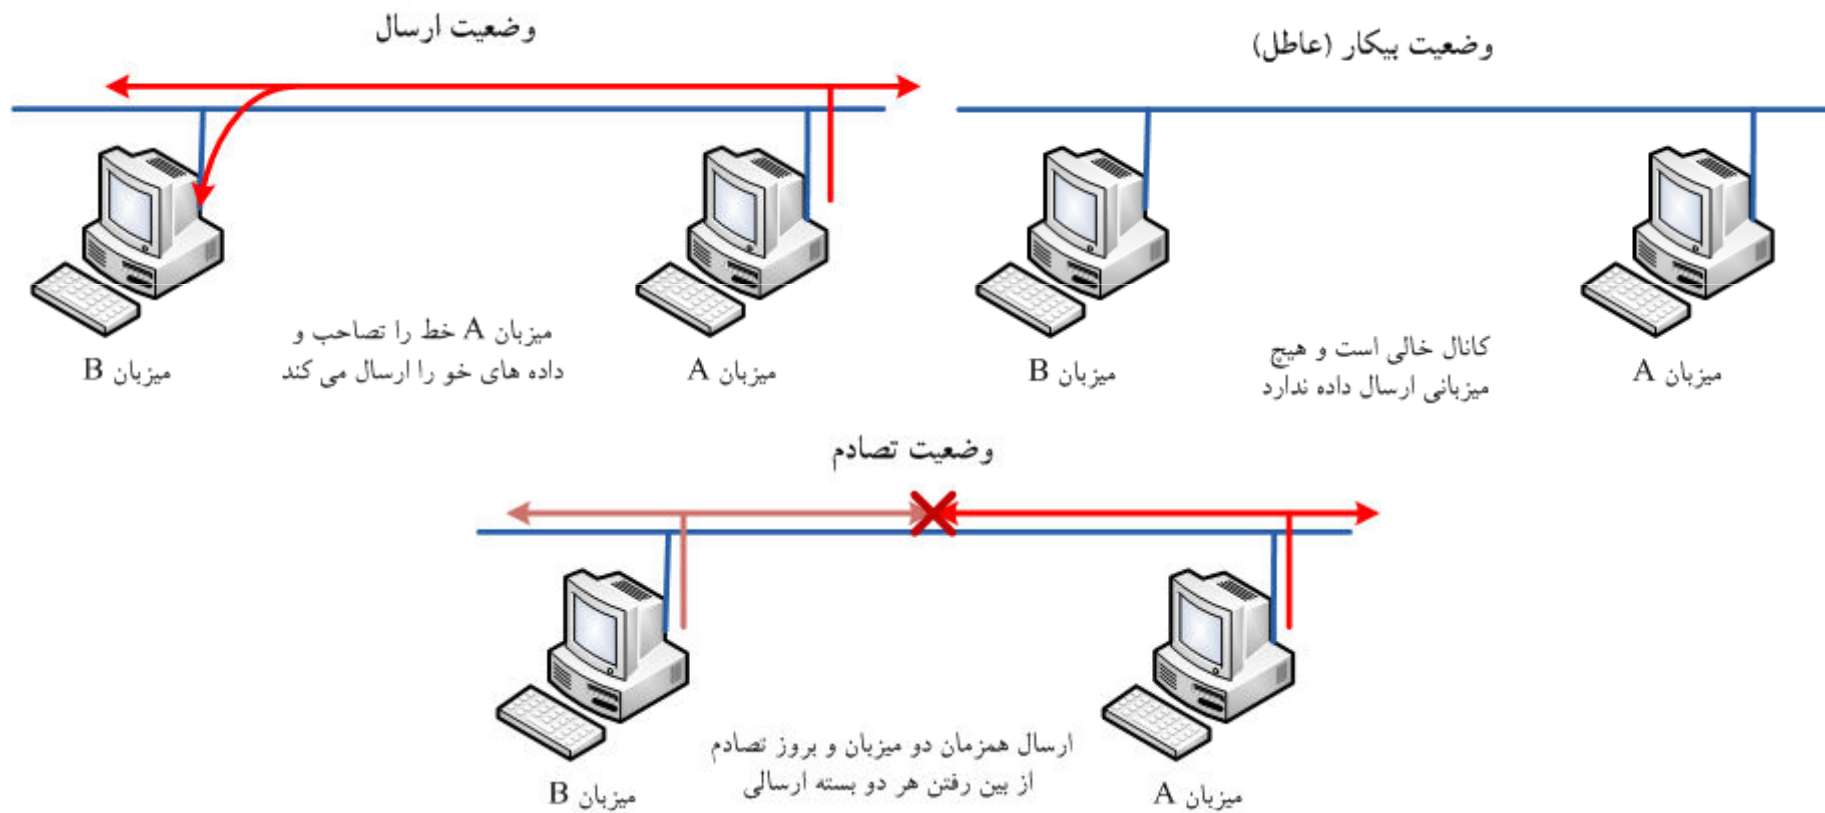 وضعیت بیکار (عاطل)
کانال خالی است و هیچ
میزبانی ارسال داده ندارد
میزبان A
میزبان B
وضعیت ارسال
میزبان A خط را تصاحب و
داده های خو را ارسال می کند
میزبان A
میزبان B
وضعیت تصادم
ارسال همزمان دو میزبان و بروز تصادم
از بین رفتن هر دو بسته ارسالی
میزبان A
میزبان B